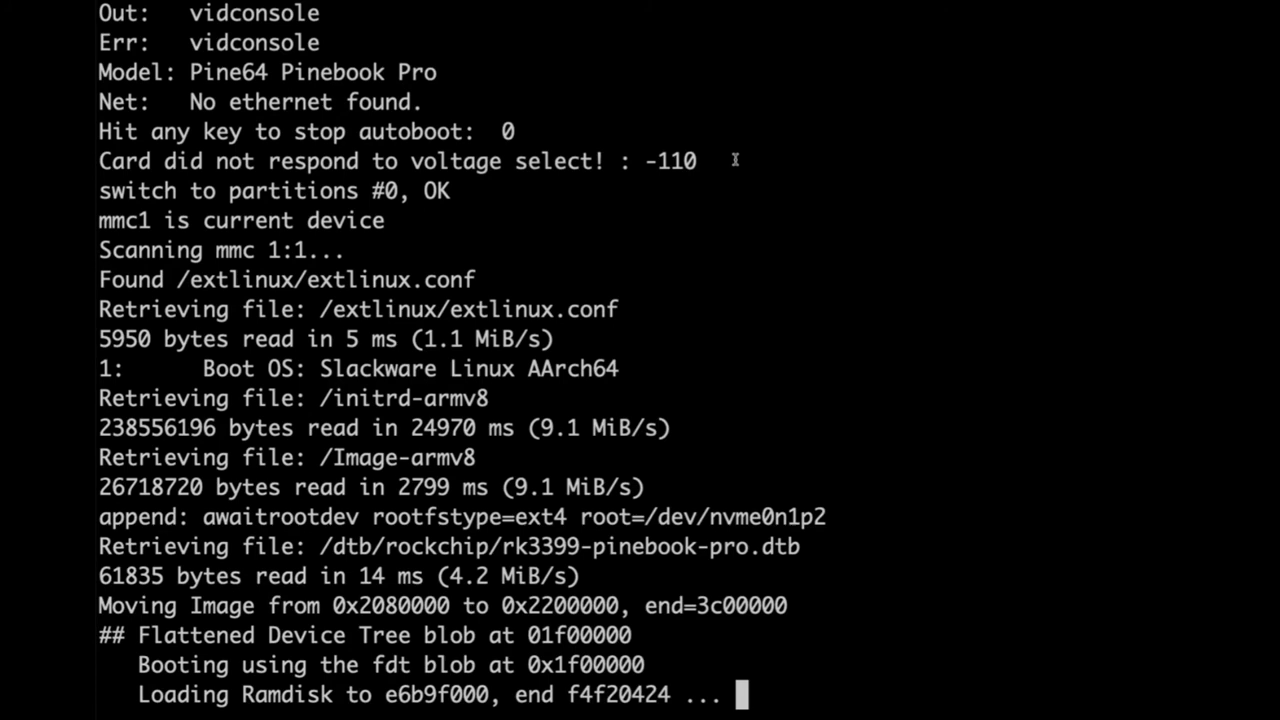 Out:   vidconsole
Err:   vidconsole
Model: Pine64 Pinebook Pro
Net:   No ethernet found.
Hit any key to stop autoboot:  0
Card did not respond to voltage select! : -110
switch to partitions #0, OK
mmc1 is current device
Scanning mmc 1:1...
Found /extlinux/extlinux.conf
Retrieving file: /extlinux/extlinux.conf
5950 bytes read in 5 ms (1.1 MiB/s)
1:      Boot OS: Slackware Linux AArch64
Retrieving file: /initrd-armv8
238556196 bytes read in 24970 ms (9.1 MiB/s)
Retrieving file: /Image-armv8
26718720 bytes read in 2799 ms (9.1 MiB/s)
append: awaitrootdev rootfstype=ext4 root=/dev/nvme0n1p2
Retrieving file: /dtb/rockchip/rk3399-pinebook-pro.dtb
61835 bytes read in 14 ms (4.2 MiB/s)
Moving Image from 0x2080000 to 0x2200000, end=3c00000
## Flattened Device Tree blob at 01f00000
   Booting using the fdt blob at 0x1f00000
   Loading Ramdisk to e6b9f000, end f4f20424 ...